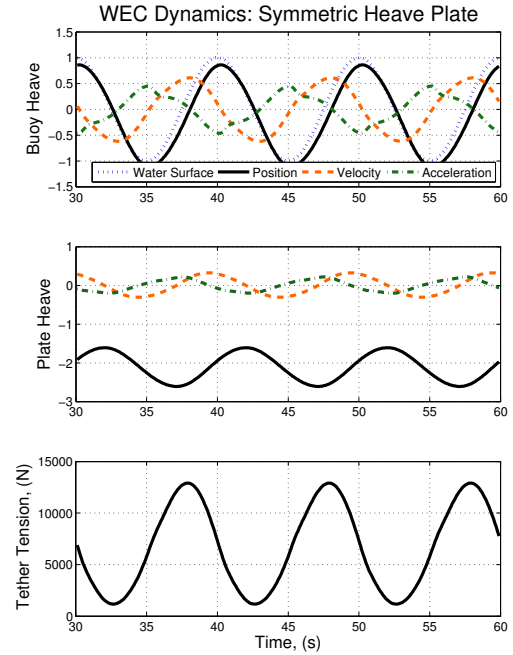 WEC Dynamics: Symmetric Heave Plate
Buoy Heave
1.5
1
0.5
0
−0.5
−1
−1.5
Water Surface Position Velocity Acceleration
30 35 40 45 50 55 60
Plate Heave
1
0
−1
−2
−3
30 35 40 45 50 55 60
Tether Tension, (N)
15000
10000
5000
0
30 35 40 45 50 55 60
Time, (s)